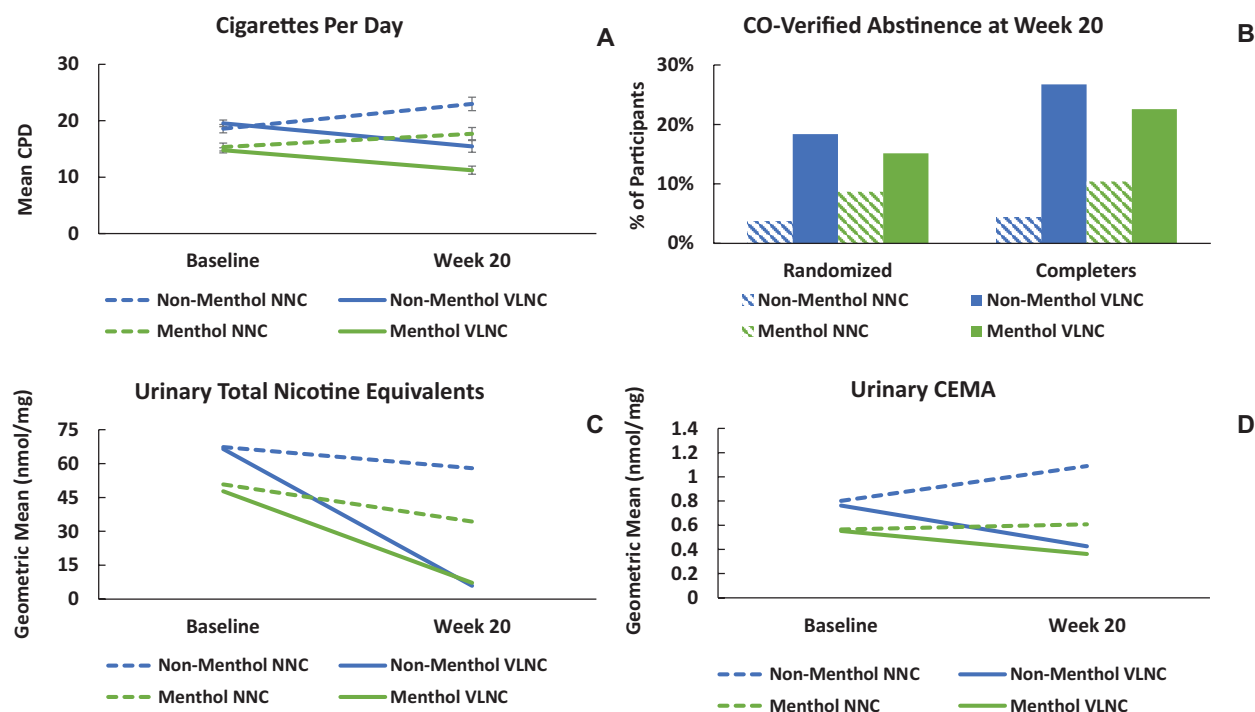 Cigarettes Per Day
A
Mean CPD
30
20
10
0
Baseline
Week 20
Non-Menthol NNC
Non-Menthol VLNC
Menthol NNC
Menthol VLNC
CO-Verified Abstinence at Week 20
B
% of Participants
30%
20%
10%
0%
Randomized
Completers
Non-Menthol NNC
Non-Menthol VLNC
Menthol NNC
Menthol VLNC
Urinary Total Nicotine Equivalents
C
Geometric Mean (nmol/mg)
75
60
45
30
15
0
Baseline
Week 20
Non-Menthol NNC
Non-Menthol VLNC
Menthol NNC
Menthol VLNC
Urinary CEMA
D
Geometric Mean (nmol/mg)
1.4
1.2
1
0.8
0.6
0.4
0.2
0
Baseline
Week 20
Non-Menthol NNC
Non-Menthol VLNC
Menthol NNC
Menthol VLNC